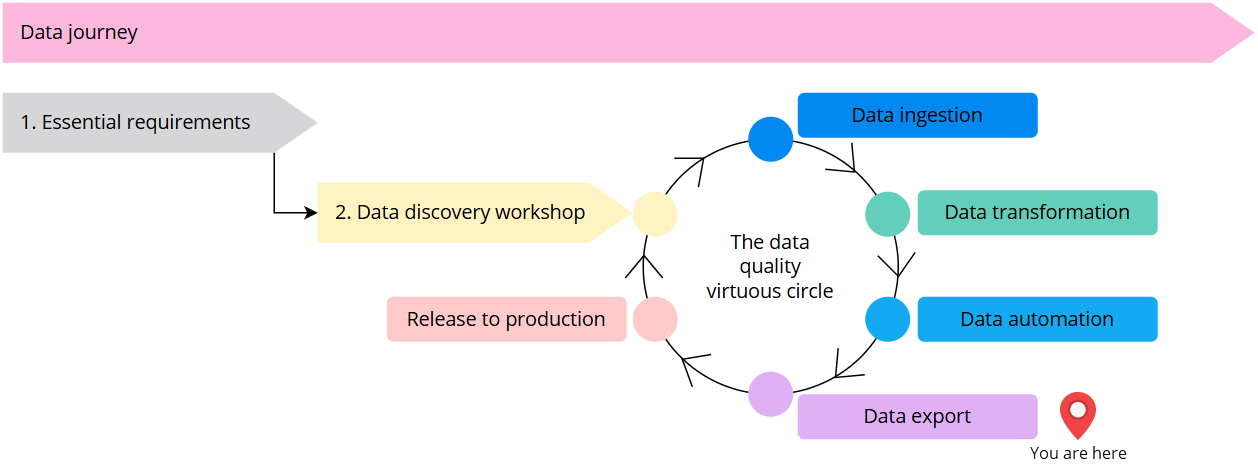 Data journey
1. Essential requirements
2. Data discovery workshop
Data ingestion
Data transformation
Data automation
Data export
Release to production
The data
quality
virtuous circle
You are here